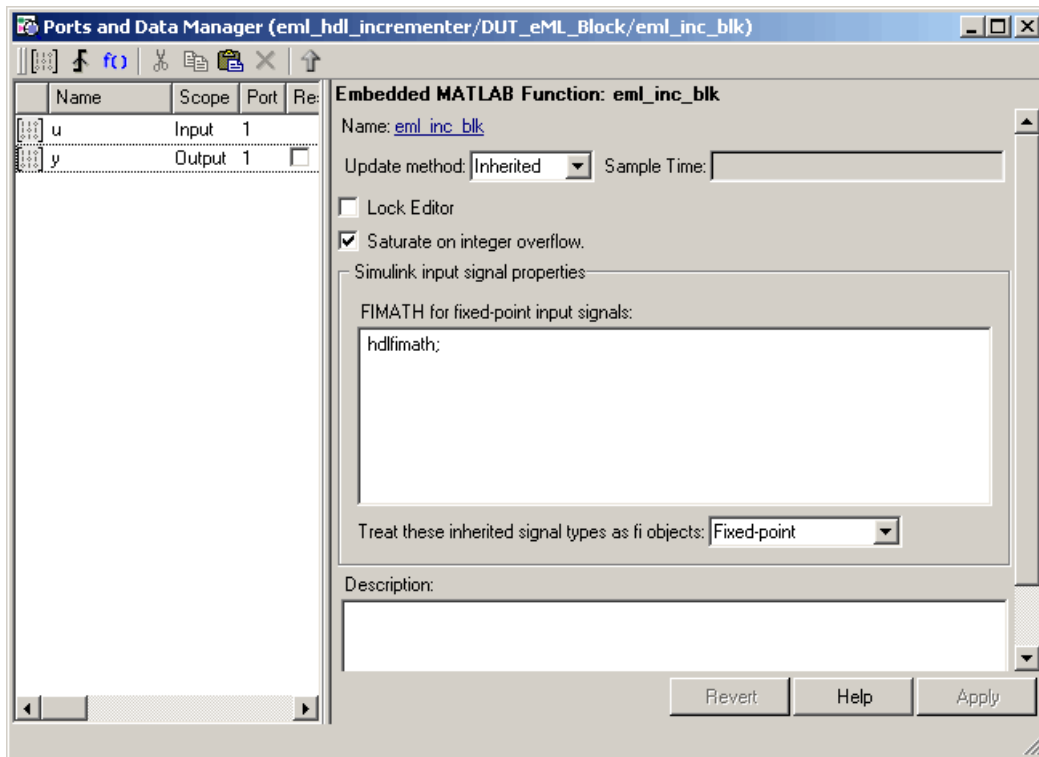 Ports and Data Manager (eml_hdl_incrementer/DUT_eML_Block/eml_inc_blk)
f()
Name Scope Port Re:
u Input 1
y Output 1
Embedded MATLAB Function: eml_inc_blk
Name: eml_inc_blk
Update method: Inherited Sample Time:
Lock Editor
Saturate on integer overflow.
Simulink input signal properties
FIMATH for fixed-point input signals:
hdlfimath;
Treat these inherited signal types as fi objects: Fixed-point
Description:
Revert Help Apply